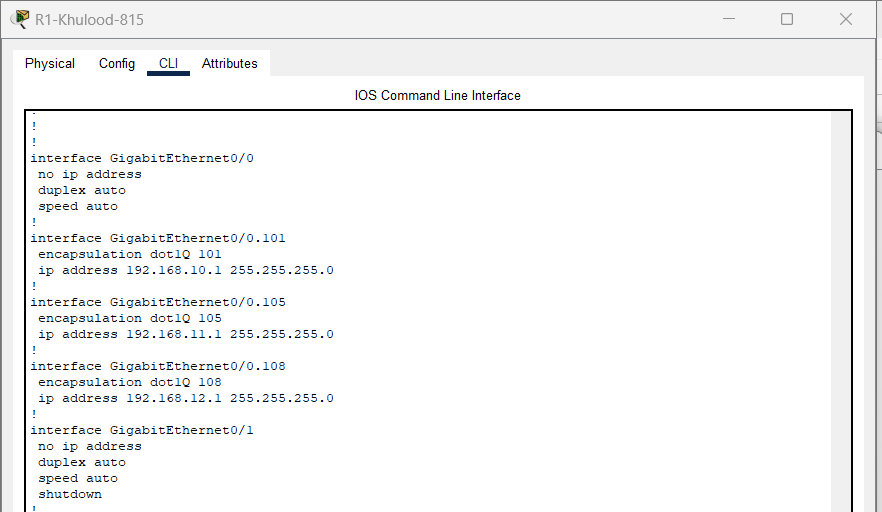 R1-Khulood-815
Physical Config CLI Attributes
IOS Command Line Interface
!
!
!
interface GigabitEthernet0/0
 no ip address
 duplex auto
 speed auto
!
interface GigabitEthernet0/0.101
 encapsulation dot1Q 101
 ip address 192.168.10.1 255.255.255.0
!
interface GigabitEthernet0/0.105
 encapsulation dot1Q 105
 ip address 192.168.11.1 255.255.255.0
!
interface GigabitEthernet0/0.108
 encapsulation dot1Q 108
 ip address 192.168.12.1 255.255.255.0
!
interface GigabitEthernet0/1
 no ip address
 duplex auto
 speed auto
 shutdown
!